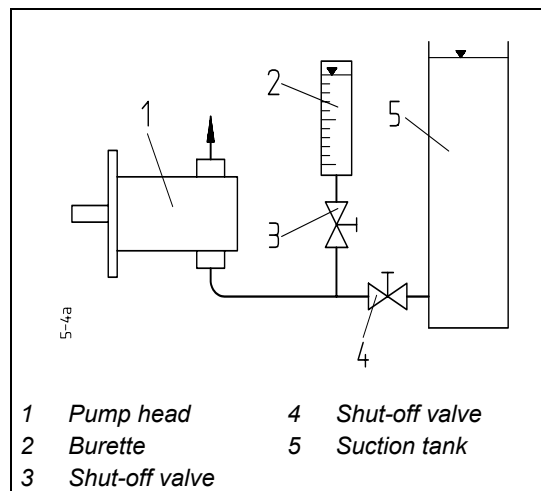 1
2
5
3
4
5-4a
1 Pump head
2 Burette
3 Shut-off valve
4 Shut-off valve
5 Suction tank